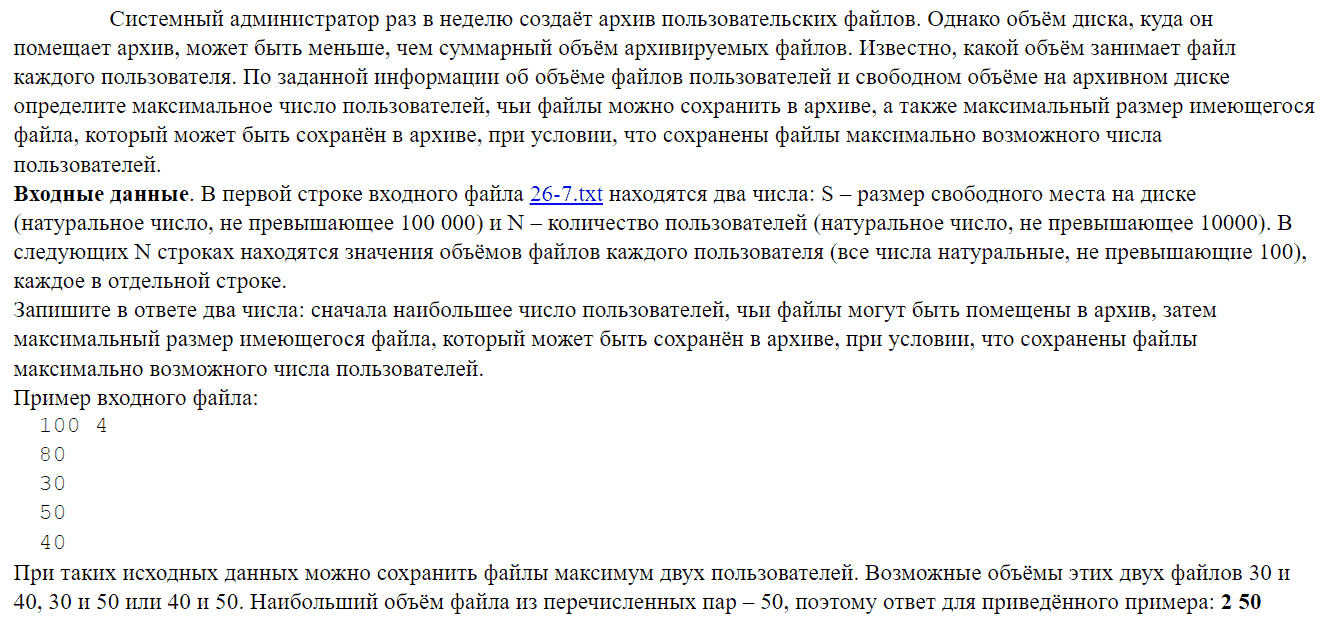 Системный администратор раз в неделю создаёт архив пользовательских файлов. Однако объём диска, куда он
помещает архив, может быть меньше, чем суммарный объём архивируемых файлов. Известно, какой объём занимает файл
каждого пользователя. По заданной информации об объёме файлов пользователей и свободном объёме на архивном диске
определите максимальное число пользователей, чьи файлы можно сохранить в архиве, а также максимальный размер имеющегося
файла, который может быть сохранён в архиве, при условии, что сохранены файлы максимально возможного числа
пользователей.
Входные данные. В первой строке входного файла 26-7.txt находятся два числа: S – размер свободного места на диске
(натуральное число, не превышающее 100 000) и N – количество пользователей (натуральное число, не превышающее 10000). В
следующих N строках находятся значения объёмов файлов каждого пользователя (все числа натуральные, не превышающие 100),
каждое в отдельной строке.
Запишите в ответе два числа: сначала наибольшее число пользователей, чьи файлы могут быть помещены в архив, затем
максимальный размер имеющегося файла, который может быть сохранён в архиве, при условии, что сохранены файлы
максимально возможного числа пользователей.
Пример входного файла:
100 4
80
30
50
40
При таких исходных данных можно сохранить файлы максимум двух пользователей. Возможные объёмы этих двух файлов 30 и
40, 30 и 50 или 40 и 50. Наибольший объём файла из перечисленных пар – 50, поэтому ответ для приведённого примера: 2 50